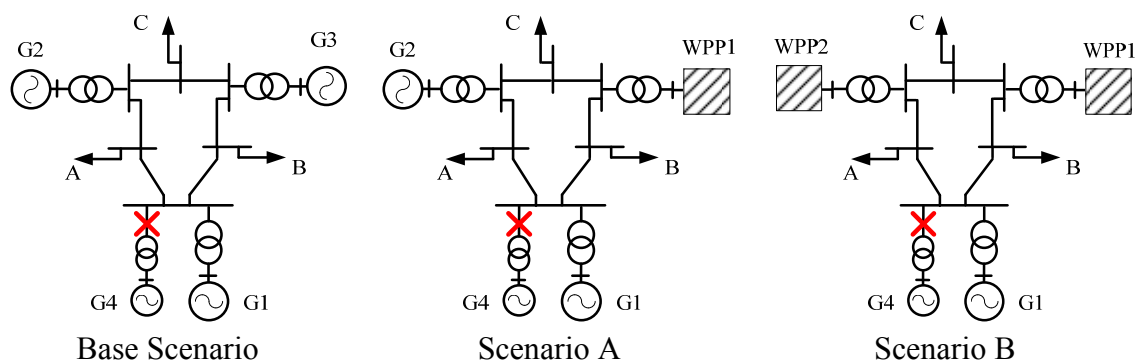 C
G2
G3
A
B
G4
G1
Base Scenario
C
G2
WPP1
A
B
G4
G1
Scenario A
C
WPP2
WPP1
A
B
G4
G1
Scenario B